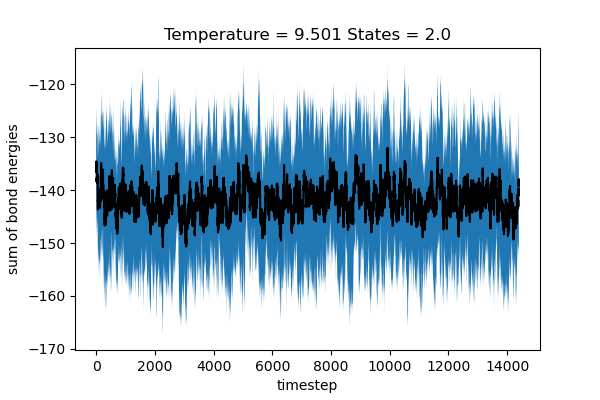 Temperature = 9.501 States = 2.0
sum of bond energies
−120
−130
−140
−150
−160
−170
0 2000 4000 6000 8000 10000 12000 14000
timestep